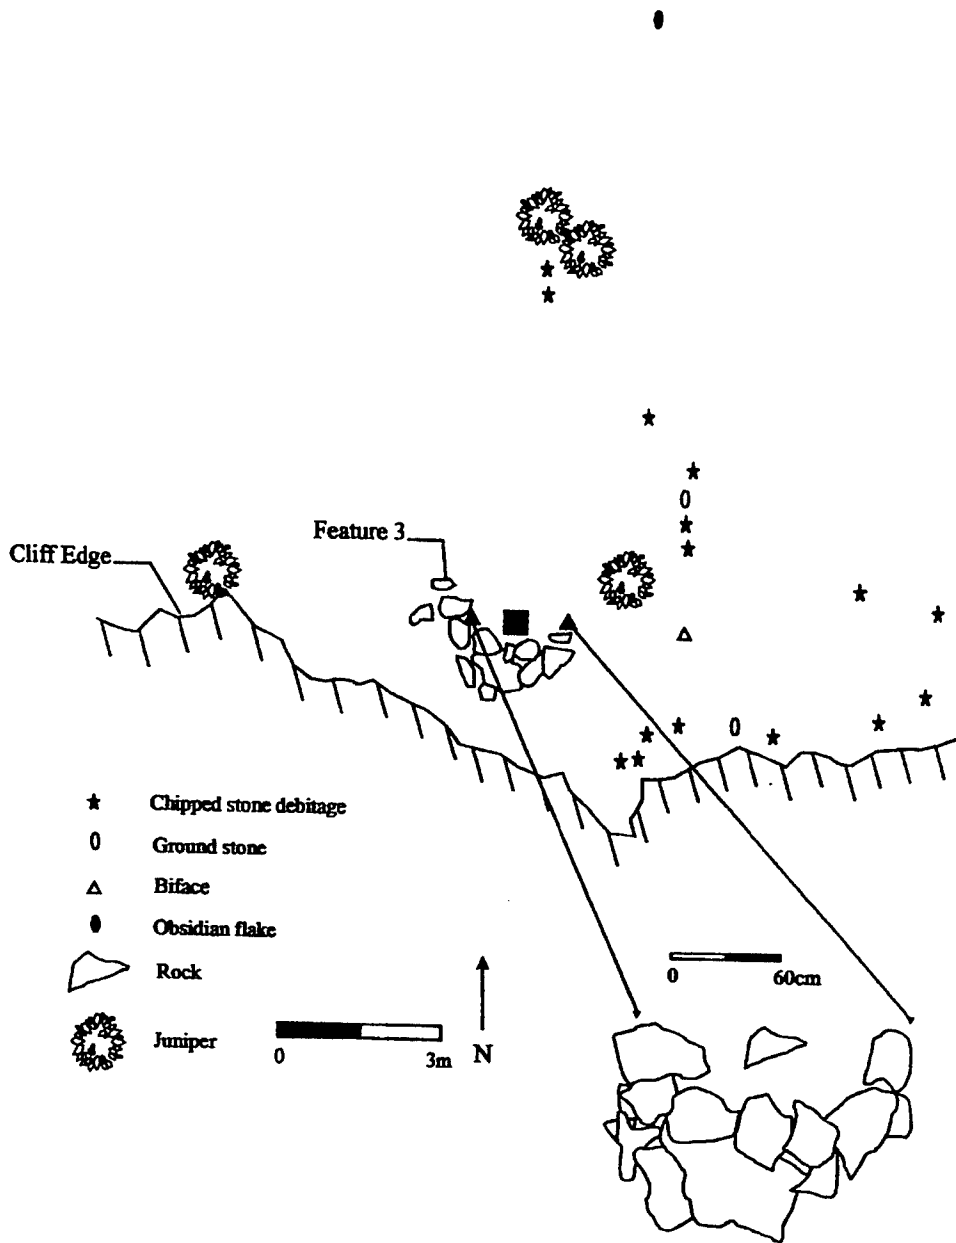 Feature 3
Cliff Edge
Chipped stone debitage
Ground stone
Biface
Obsidian flake
Rock
Juniper
0 3m
N
0 60cm